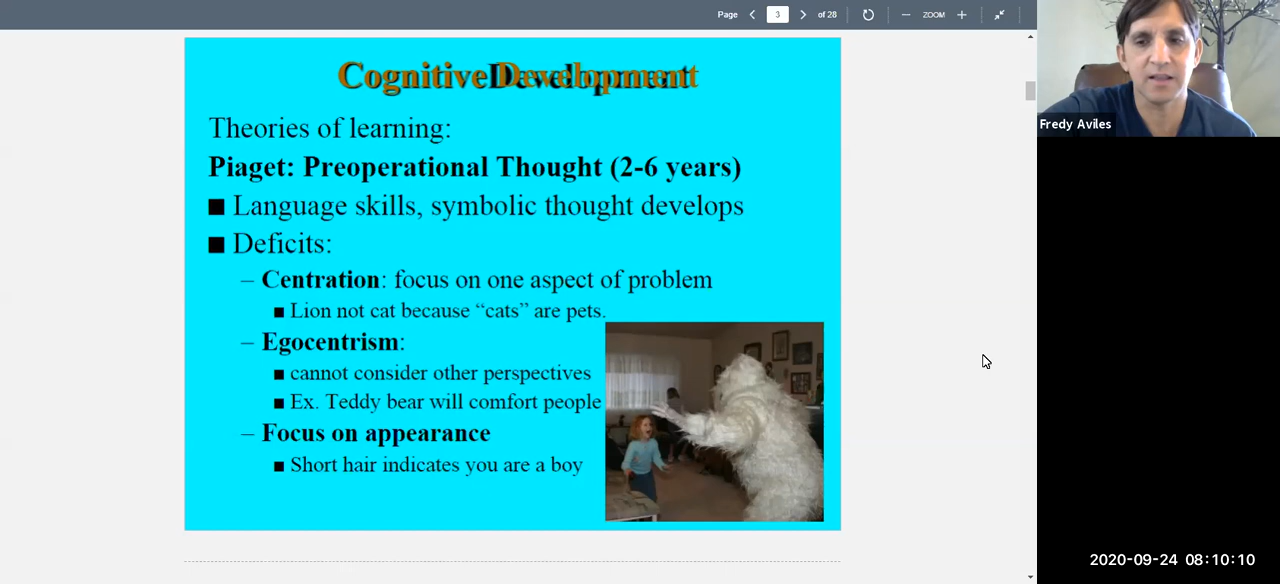 Page 3 of 28 ZOOM
Fredy Aviles
Cognitive Development
Theories of learning:
Piaget: Preoperational Thought (2-6 years)
■ Language skills, symbolic thought develops
■ Deficits:
– Centration: focus on one aspect of problem
■ Lion not cat because “cats” are pets.
– Egocentrism:
■ cannot consider other perspectives
■ Ex. Teddy bear will comfort people
– Focus on appearance
■ Short hair indicates you are a boy
2020-09-24 08:10:10